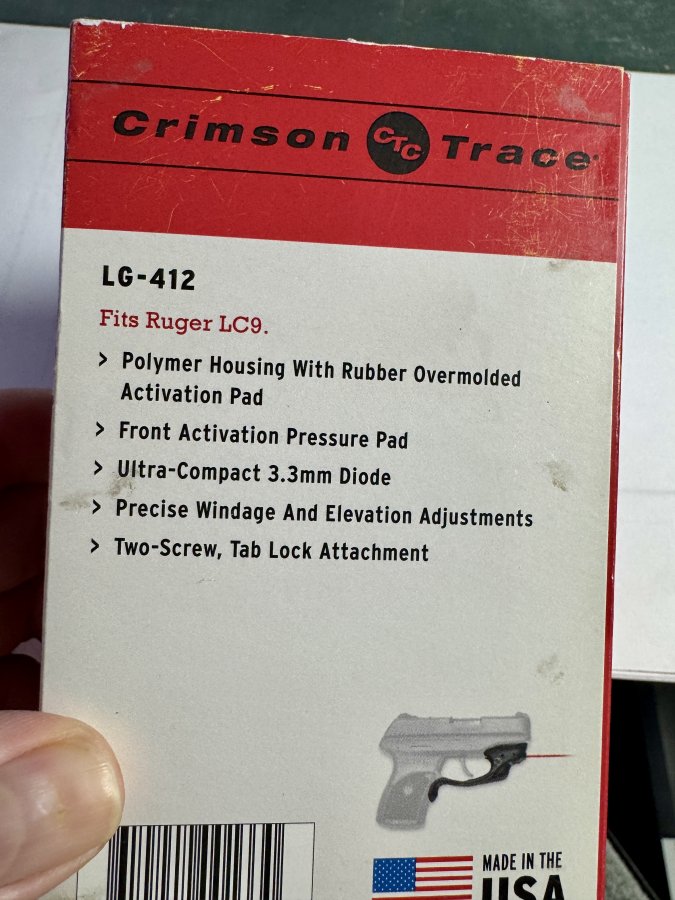 Crimson CTC Trace
LG-412
Fits Ruger LC9.
> Polymer Housing With Rubber Overmolded
Activation Pad
> Front Activation Pressure Pad
> Ultra-Compact 3.3mm Diode
> Precise Windage And Elevation Adjustments
> Two-Screw, Tab Lock Attachment
MADE IN THE
USA